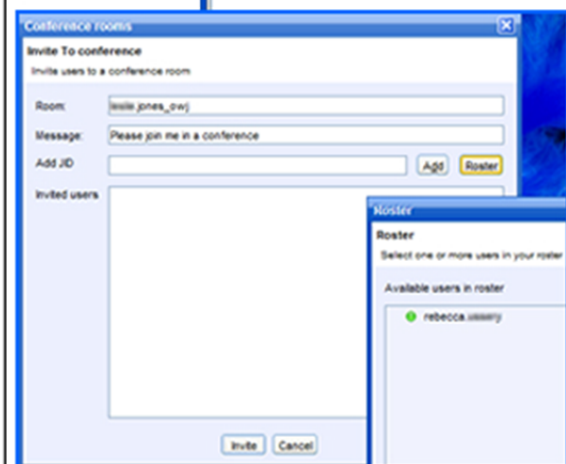 Conference rooms
Invite To conference
Invite users to a conference room
Room: jones_owj
Message: Please join me in a conference
Add JID Add Roster
Invited users
Roster
Roster
Select one or more users in your roster
Available users in roster
rebecca.
Invite Cancel